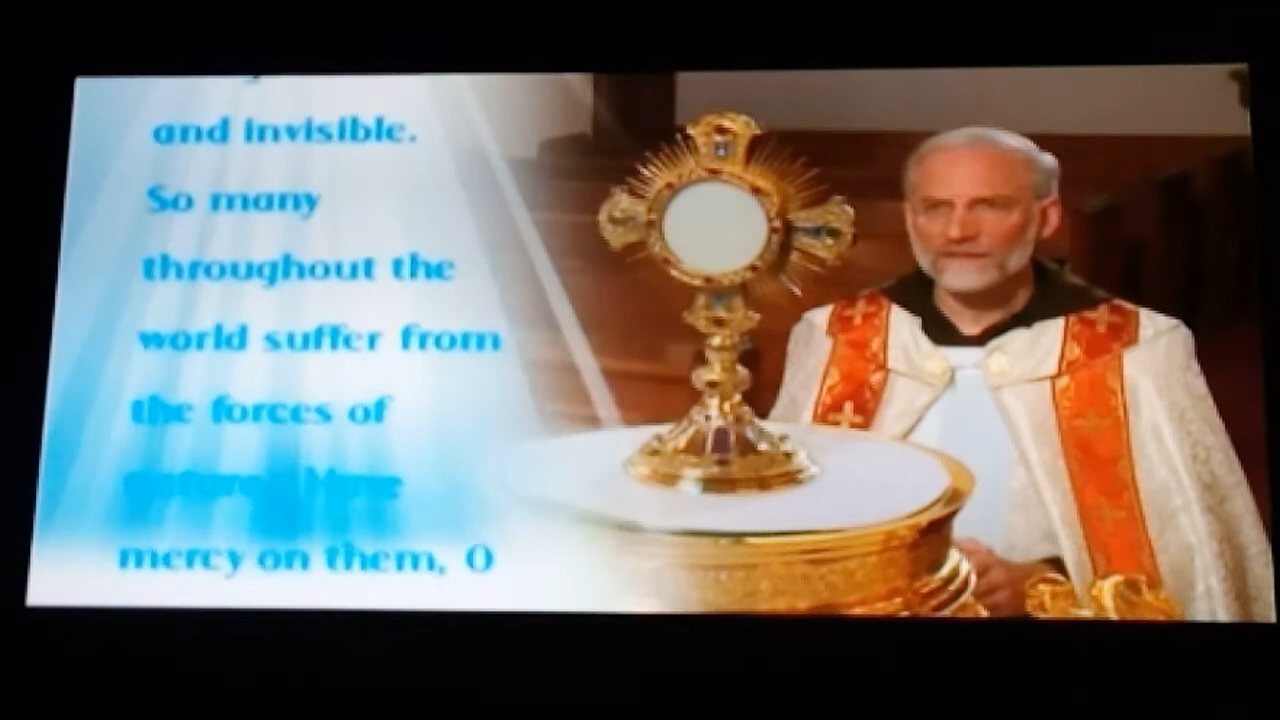 and invisible.
So many
throughout the
world suffer from
the forces of
mercy on them, O